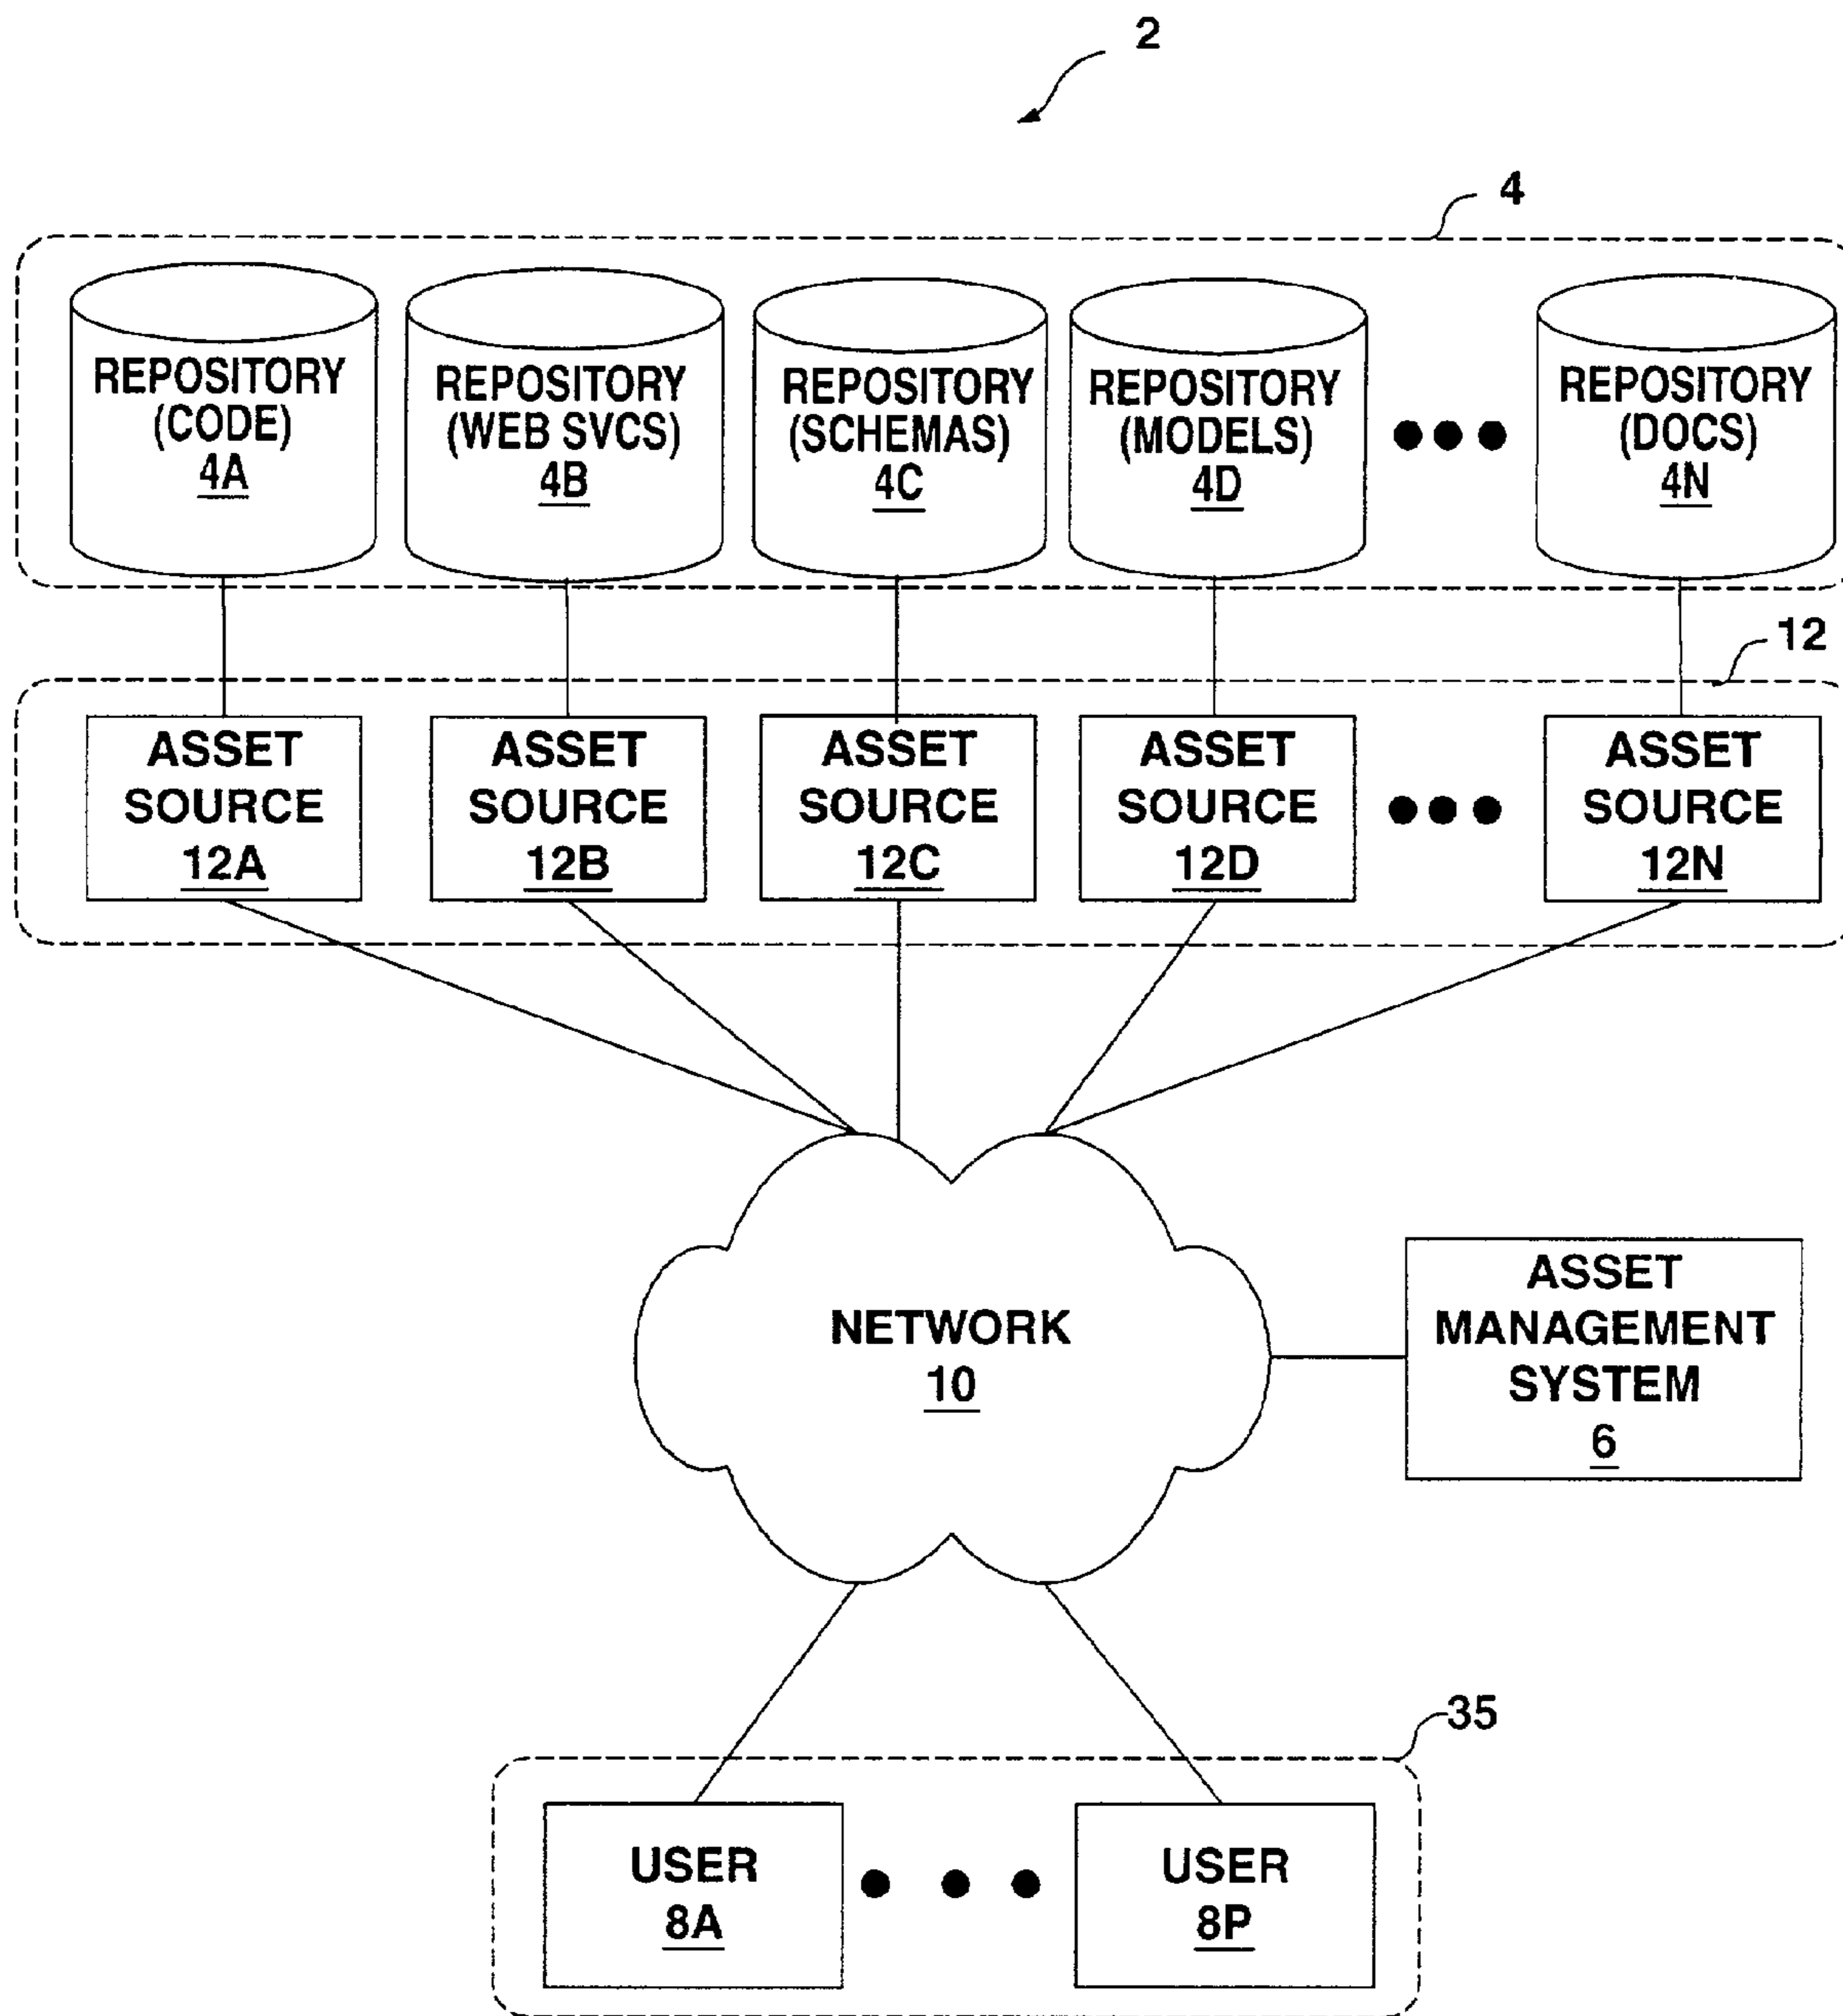 2
4
REPOSITORY
(CODE)
4A
REPOSITORY
(WEB SVCS)
4B
REPOSITORY
(SCHEMAS)
4C
REPOSITORY
(MODELS)
4D
REPOSITORY
(DOCS)
4N
12
ASSET
SOURCE
12A
ASSET
SOURCE
12B
ASSET
SOURCE
12C
ASSET
SOURCE
12D
ASSET
SOURCE
12N
NETWORK
10
ASSET
MANAGEMENT
SYSTEM
6
35
USER
8A
USER
8P